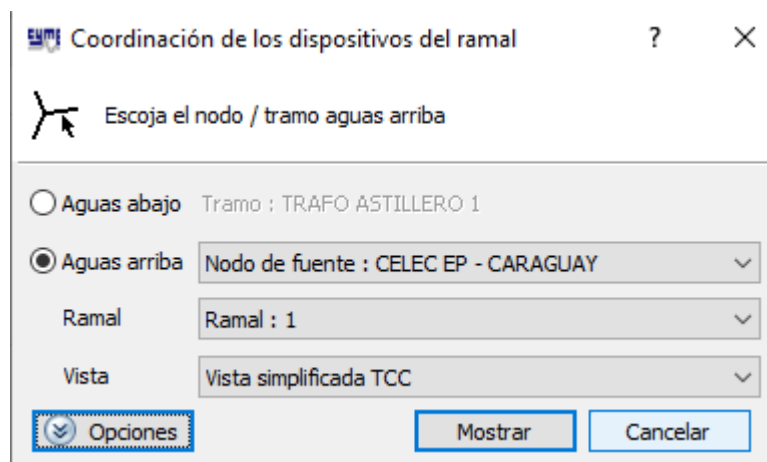 CYME Coordinación de los dispositivos del ramal ? X
Escoja el nodo / tramo aguas arriba
Aguas abajo Tramo : TRAFO ASTILLERO 1
Aguas arriba Nodo de fuente : CELEC EP - CARAGUAY
Ramal Ramal : 1
Vista Vista simplificada TCC
Opciones Mostrar Cancelar